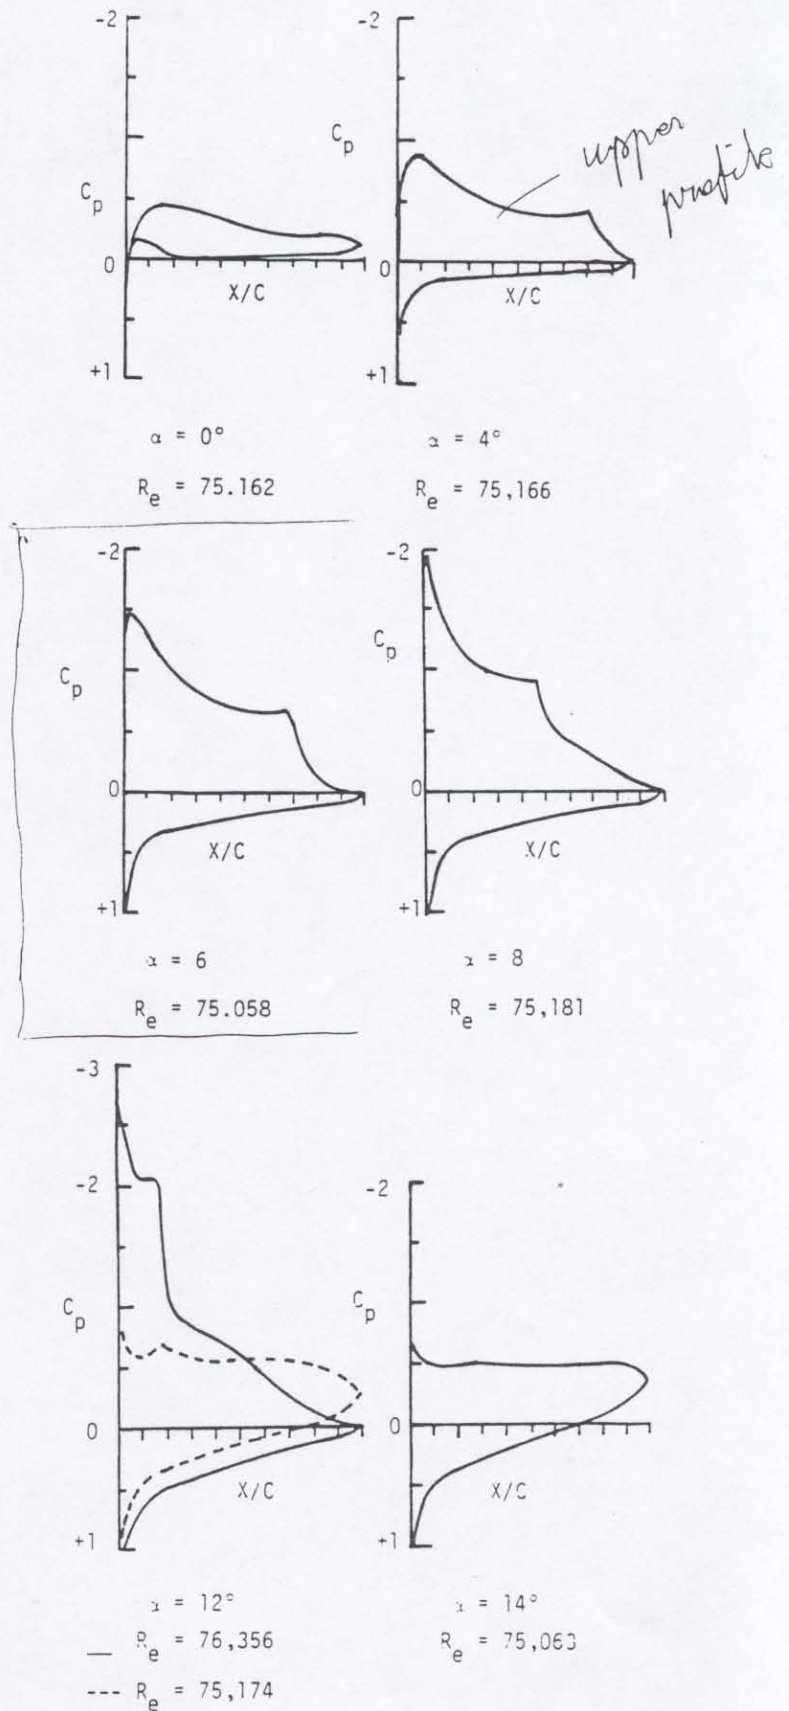 -2
-2
C_p
upper
profile
C_p
0
0
X/C
X/C
+1
+1
α = 0°
α = 4°
R_e = 75.162
R_e = 75,166
-2
-2
C_p
C_p
0
0
X/C
X/C
+1
+1
α = 6
α = 8
R_e = 75.058
R_e = 75,181
-3
-2
-2
C_p
C_p
0
0
X/C
X/C
+1
+1
α = 12°
α = 14°
— R_e = 76,356
R_e = 75,063
--- R_e = 75,174